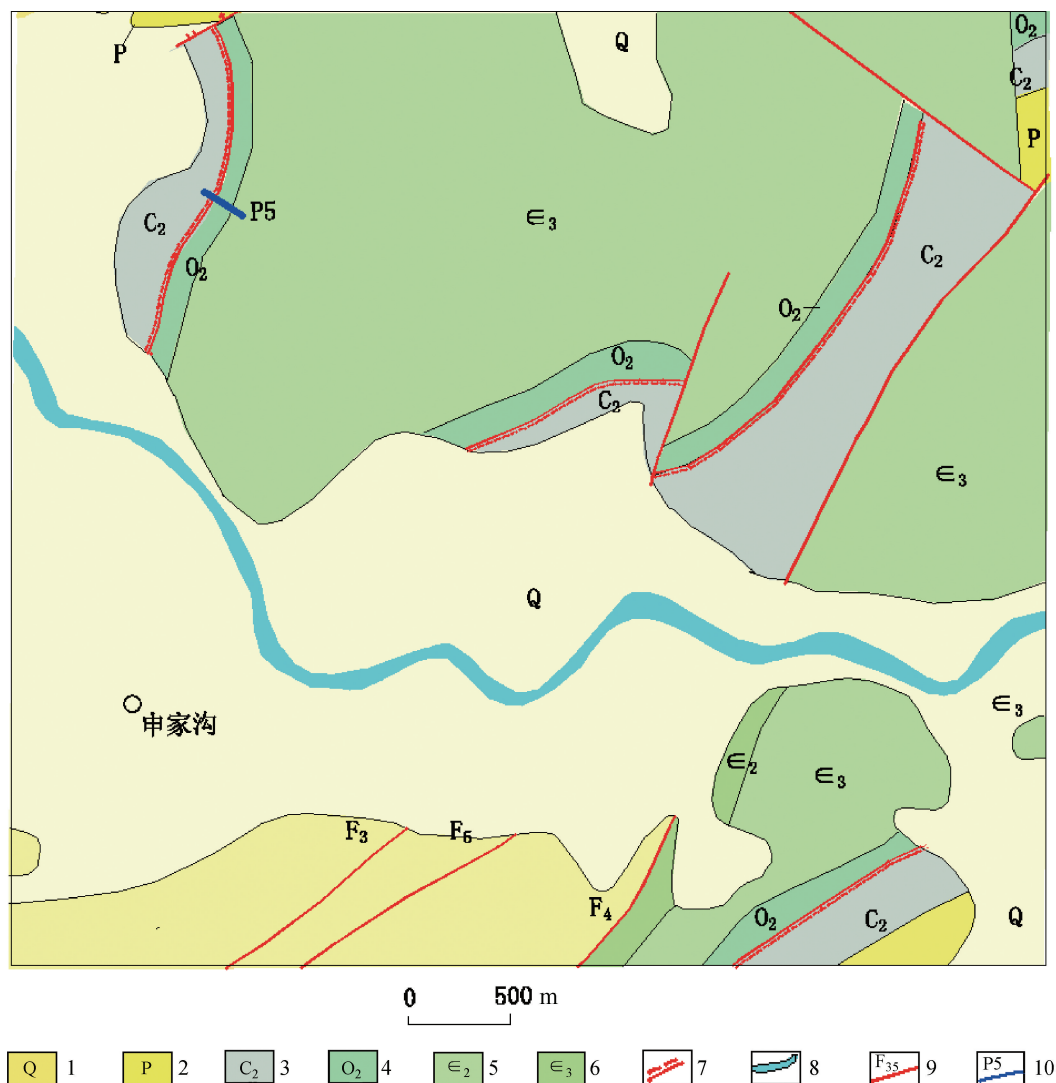 P
Q
O₂
C₂
P
C₂
P5
O₂
∈₃
C₂
O₂
O₂
C₂
∈₃
Q
申家沟
∈₃
∈₂
∈₃
F₃
F₅
F₄
O₂
C₂
Q
0 500 m
Q 1 P 2 C₂ 3 O₂ 4 ∈₂ 5 ∈₃ 6 7 8 F₃₅ 9 P5 10